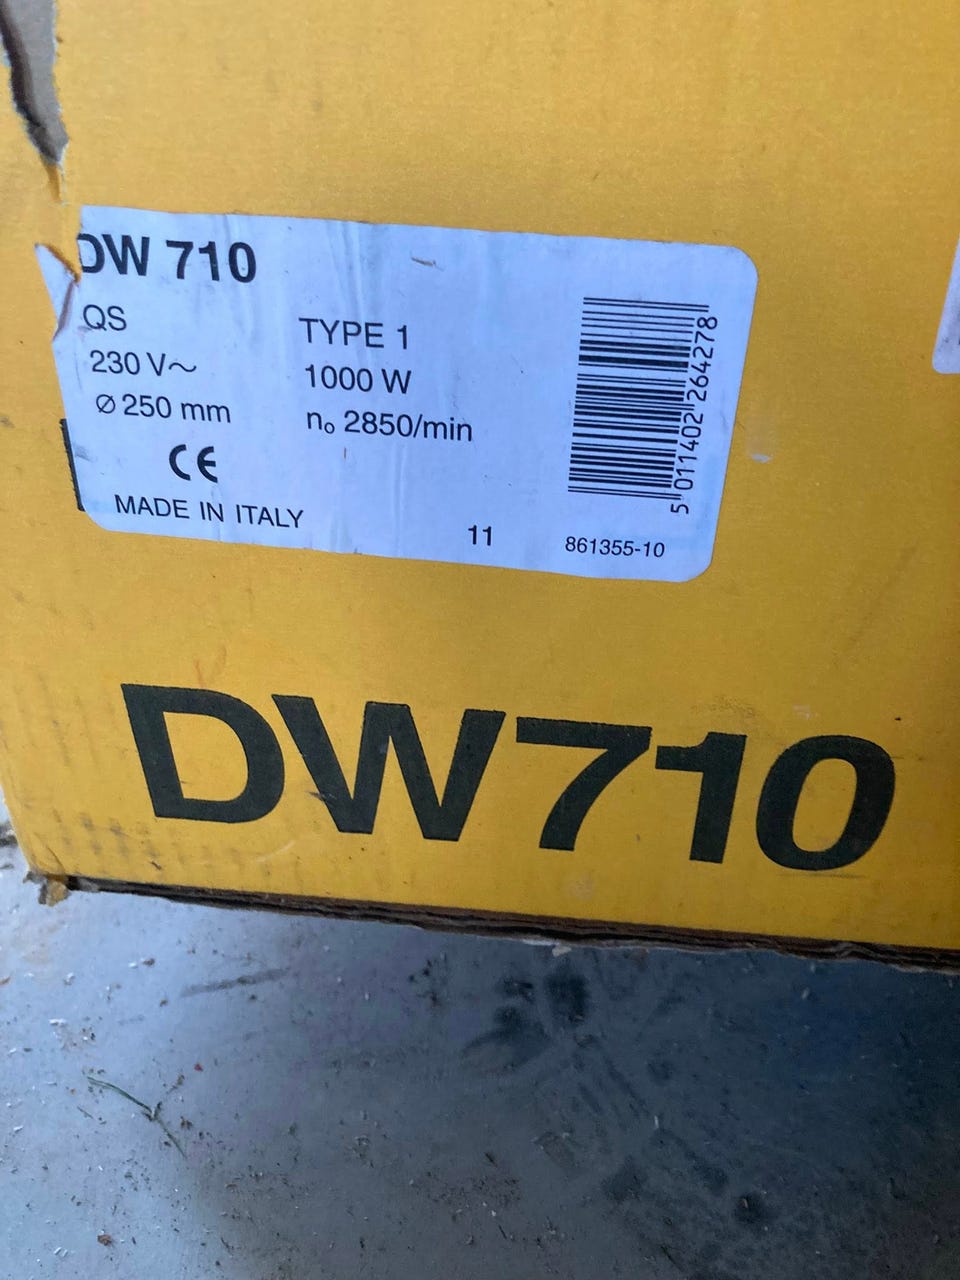 DW 710
QS
TYPE 1
230 V~
1000 W
Ø 250 mm
n₀ 2850/min
CE
MADE IN ITALY
11
861355-10
5 011402 264278
DW710